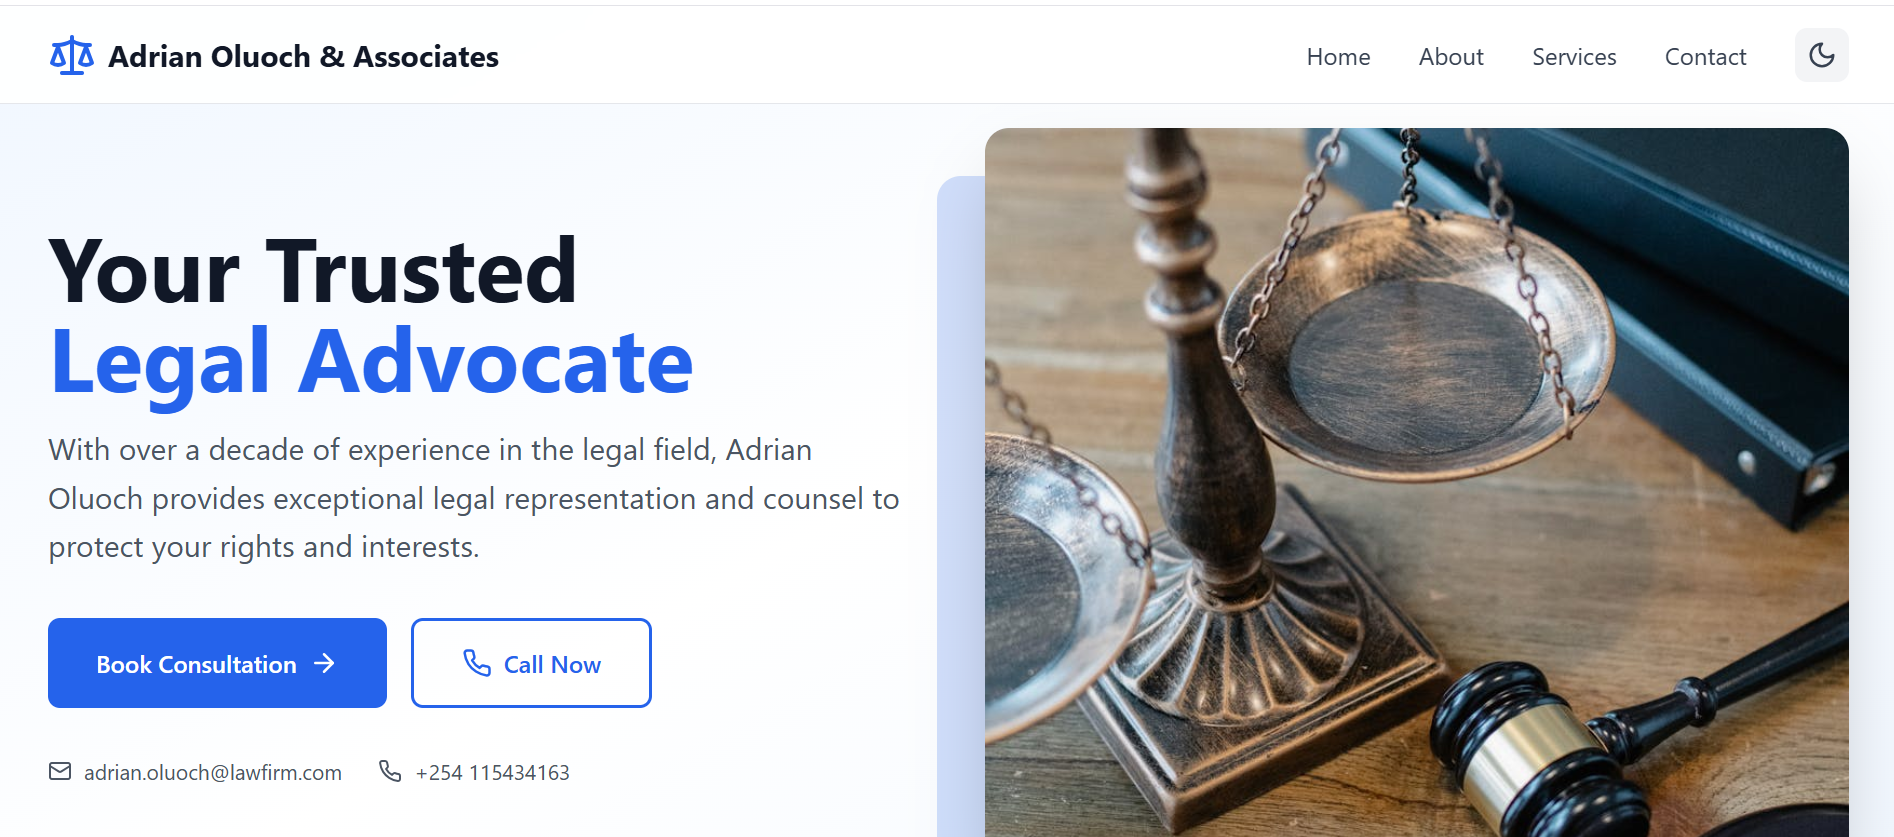 Adrian Oluoch & Associates
Home
About
Services
Contact
Your Trusted
Legal Advocate
With over a decade of experience in the legal field, Adrian
Oluoch provides exceptional legal representation and counsel to
protect your rights and interests.
Book Consultation
Call Now
adrian.oluoch@lawfirm.com
+254 115434163